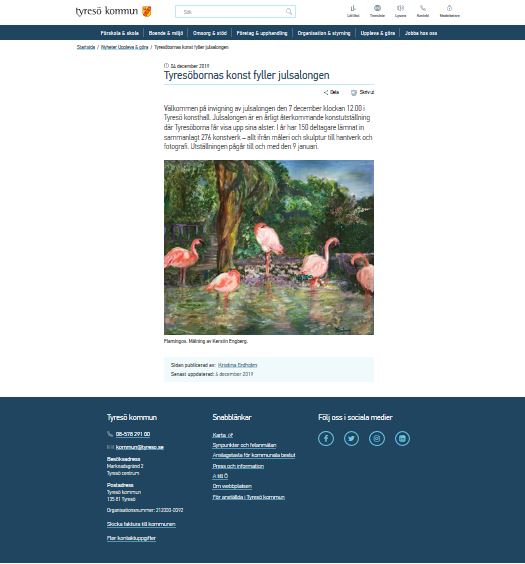 tyresö kommun
Sök
Lättläst
Translate
Lyssna
Kontakt
Medarbetare
Förskola & skola
Boende & miljö
Omsorg & stöd
Företag & upphandling
Organisation & styrning
Uppleva & göra
Jobba hos oss
Startsida / Nyheter Uppleva & göra / Tyresöbornas konst fyller julsalongen
04 december 2019
Tyresöbornas konst fyller julsalongen
Dela
Skriv ut
Välkommen på invigning av julsalongen den 7 december klockan 12.00 i
Tyresö konsthall. Julsalongen är en årligt återkommande konstutställning
där Tyresöborna får visa upp sina alster. I år har 150 deltagare lämnat in
sammanlagt 276 konstverk – allt ifrån måleri och skulptur till hantverk och
fotografi. Utställningen pågår till och med den 9 januari.
Flamingos. Målning av Kerstin Engberg.
Sidan publicerad av: Kristina Erdholm
Senast uppdaterad: 4 december 2019
Tyresö kommun
08-578 291 00
kommun@tyreso.se
Besöksadress
Marknadsgränd 2
Tyresö centrum
Postadress
Tyresö kommun
135 81 Tyresö
Organisationsnummer: 212000-0092
Skicka faktura till kommunen
Fler kontaktuppgifter
Snabblänkar
Karta
Synpunkter och felanmälan
Anslagstavla för kommunala beslut
Press och information
A till Ö
Om webbplatsen
För anställda i Tyresö kommun
Följ oss i sociala medier